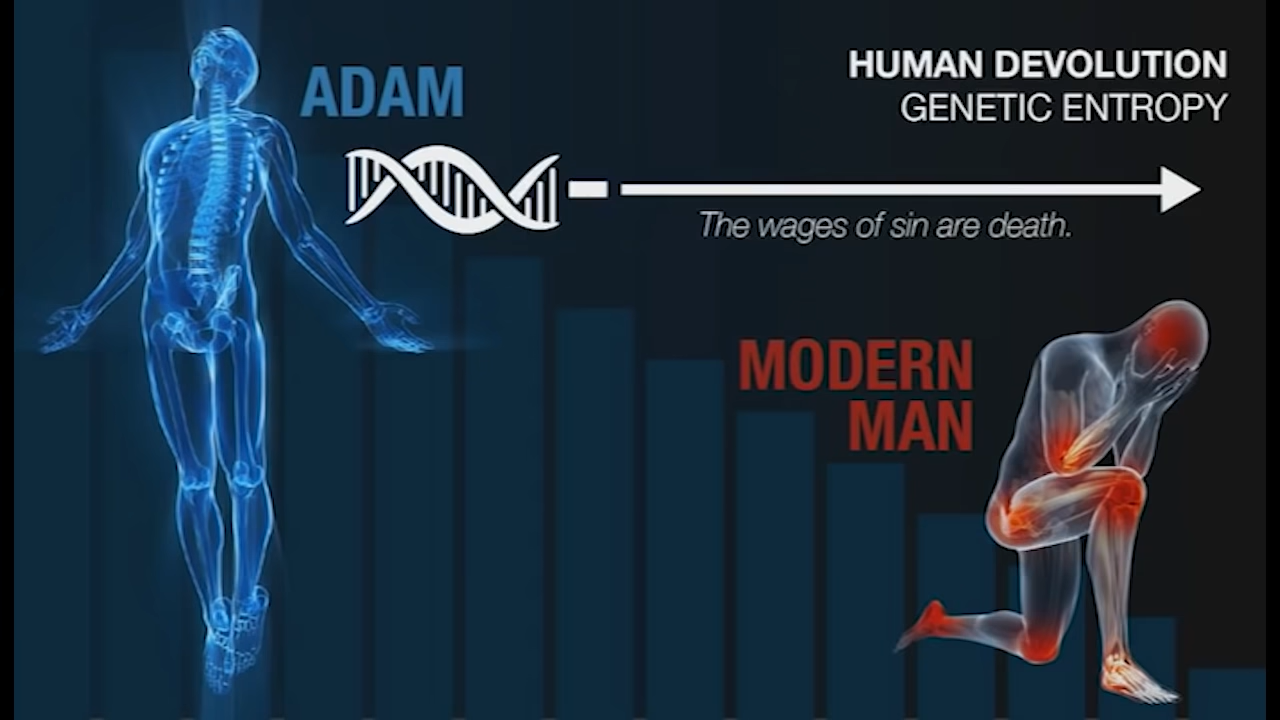 ADAM
HUMAN DEVOLUTION
GENETIC ENTROPY
The wages of sin are death.
MODERN
MAN